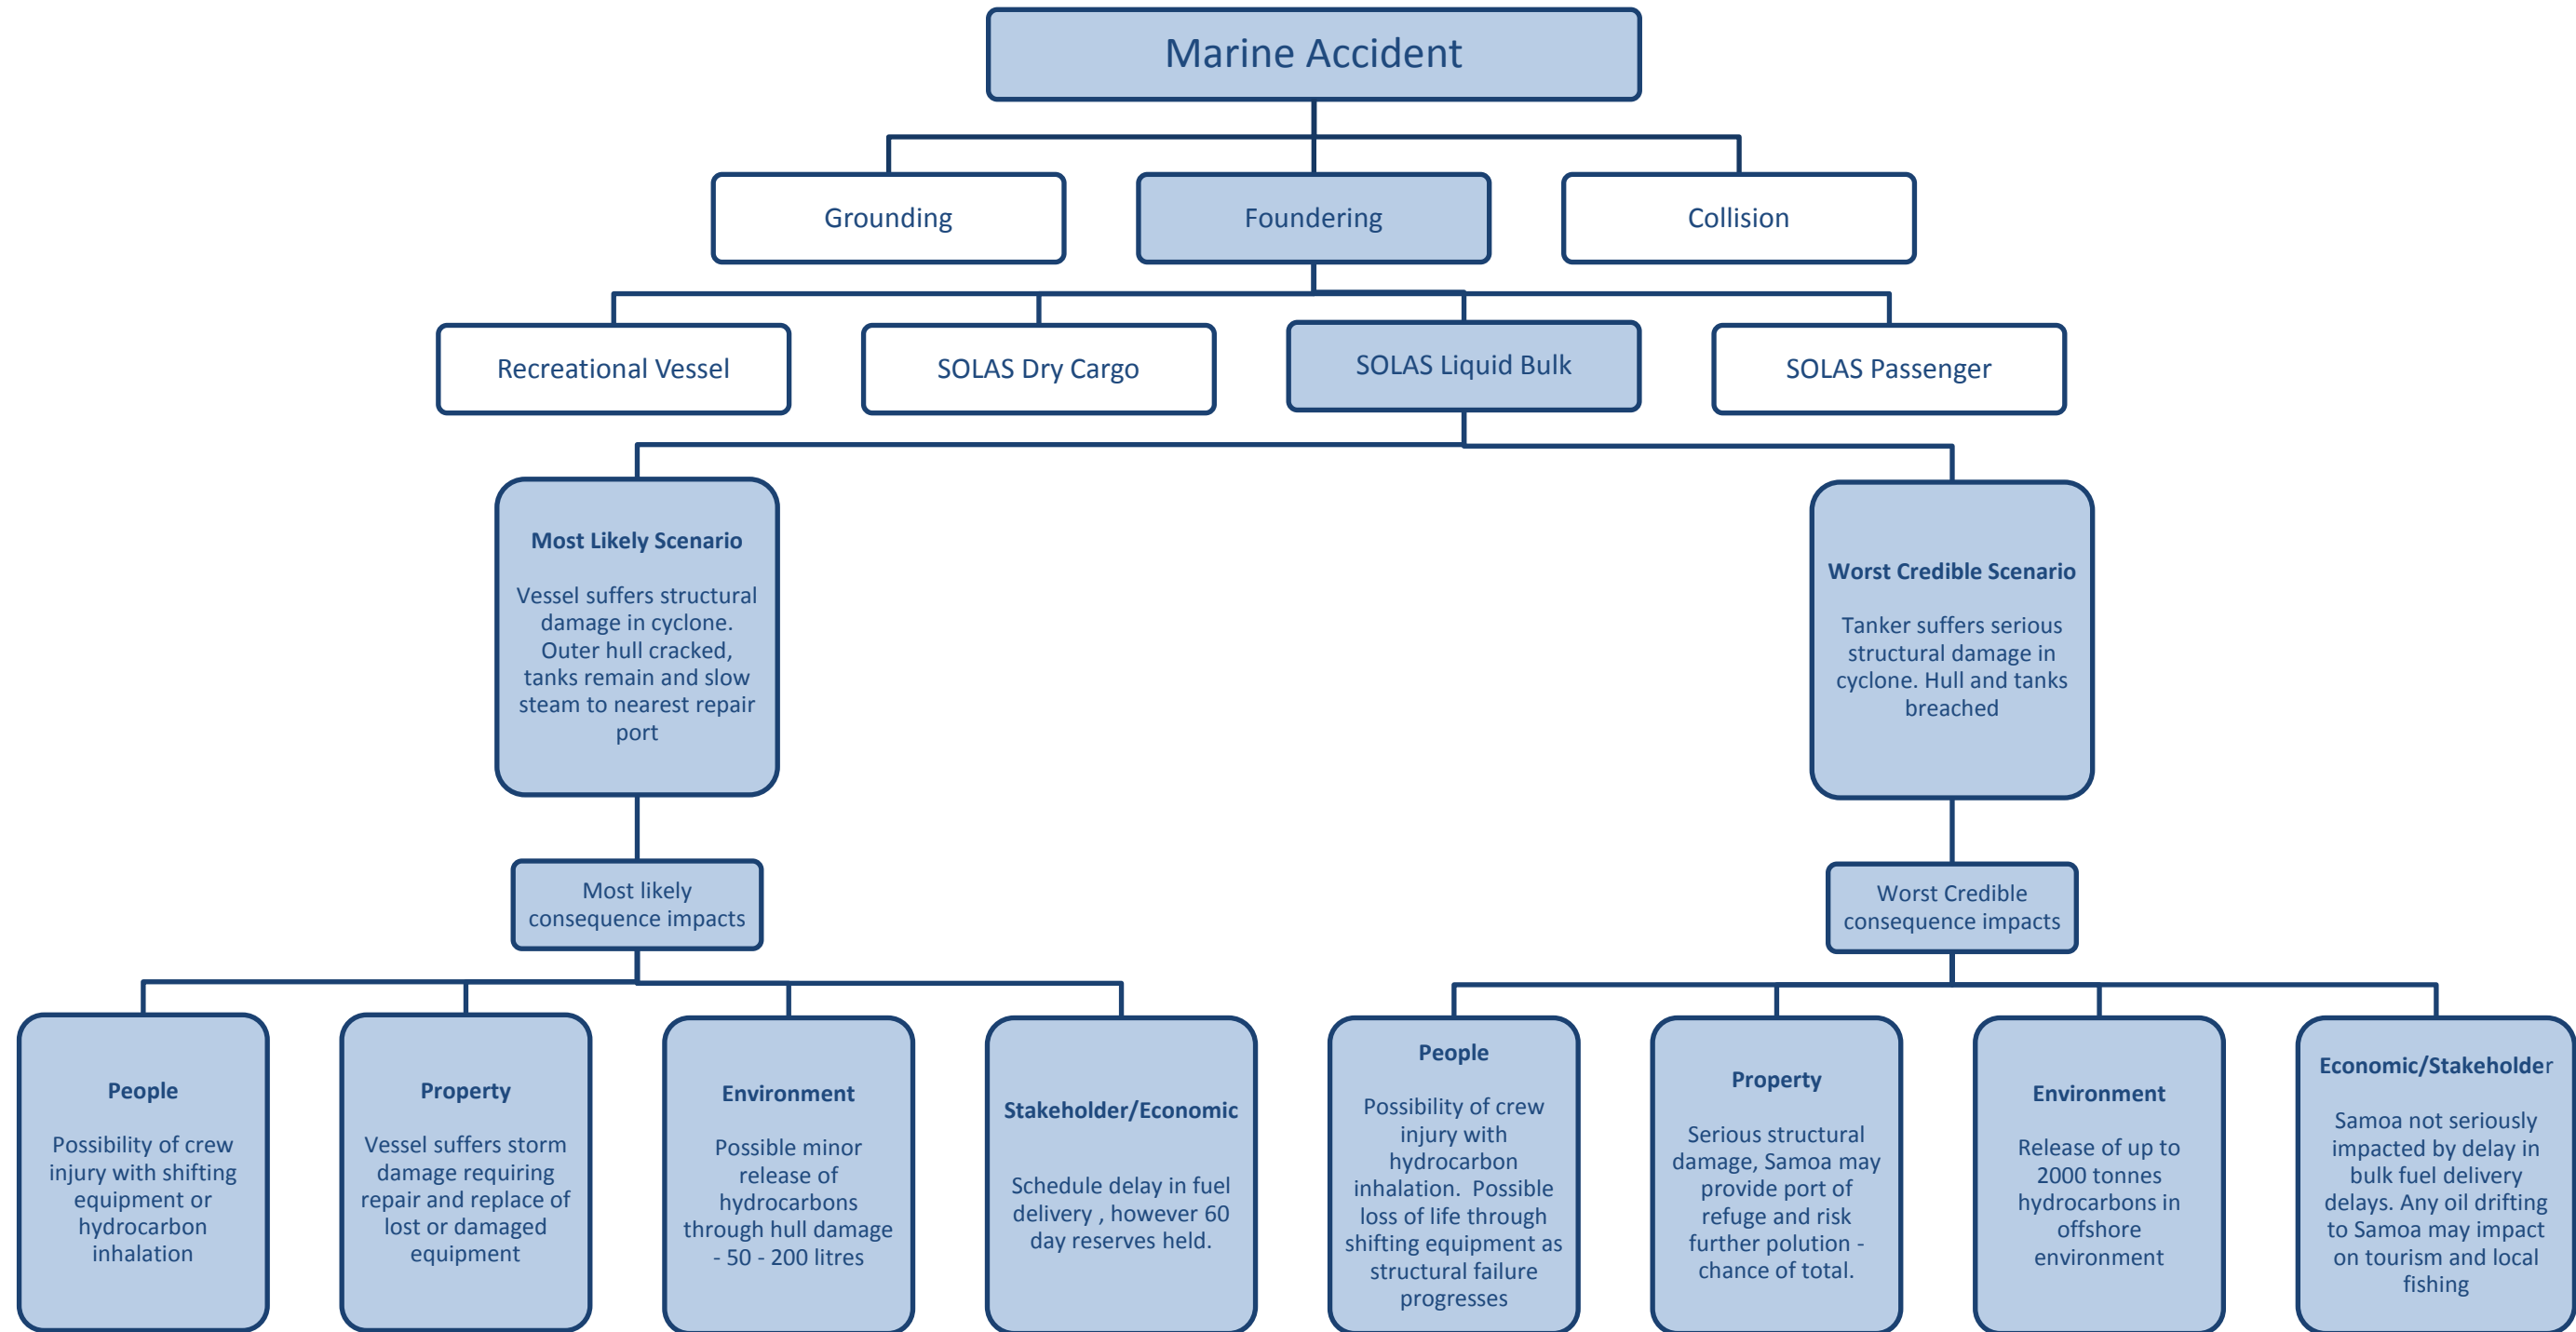 Marine Accident
Grounding
Foundering
Collision
Recreational Vessel
SOLAS Dry Cargo
SOLAS Liquid Bulk
SOLAS Passenger
Most Likely Scenario
Vessel suffers structural
damage in cyclone.
Outer hull cracked,
tanks remain and slow
steam to nearest repair
port
Worst Credible Scenario
Tanker suffers serious
structural damage in
cyclone. Hull and tanks
breached
Most likely
consequence impacts
Worst Credible
consequence impacts
People
Possibility of crew
injury with shifting
equipment or
hydrocarbon
inhalation
Property
Vessel suffers storm
damage requiring
repair and replace of
lost or damaged
equipment
Environment
Possible minor
release of
hydrocarbons
through hull damage
- 50 - 200 litres
Stakeholder/Economic
Schedule delay in fuel
delivery , however 60
day reserves held.
People
Possibility of crew
injury with
hydrocarbon
inhalation.  Possible
loss of life through
shifting equipment as
structural failure
progresses
Property
Serious structural
damage, Samoa may
provide port of
refuge and risk
further polution -
chance of total.
Environment
Release of up to
2000 tonnes
hydrocarbons in
offshore
environment
Economic/Stakeholder
Samoa not seriously
impacted by delay in
bulk fuel delivery
delays. Any oil drifting
to Samoa may impact
on tourism and local
fishing